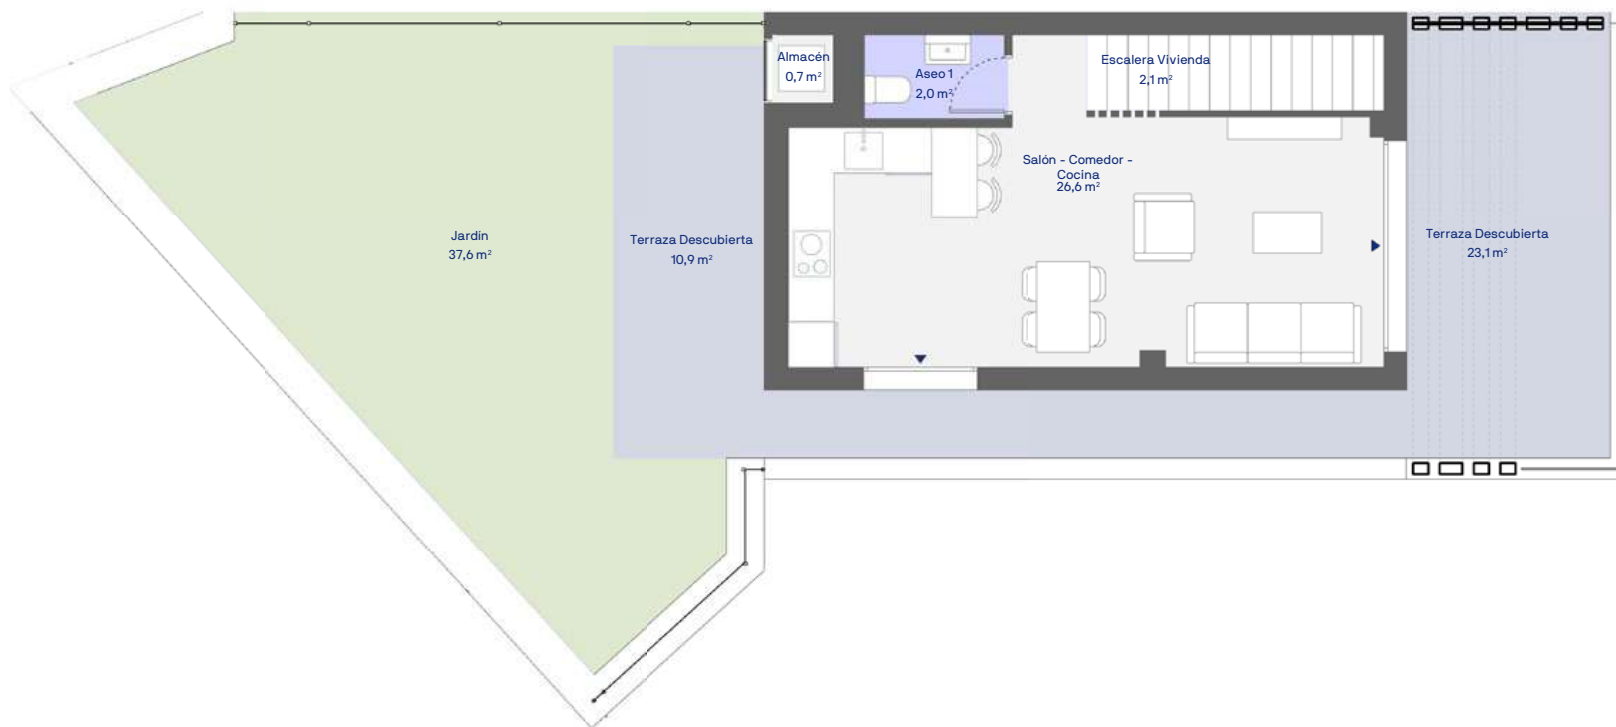 Almacén
0,7 m²
Aseo 1
2,0 m²
Escalera Vivienda
2,1 m²
Salón - Comedor -
Cocina
26,6 m²
Jardín
37,6 m²
Terraza Descubierta
10,9 m²
Terraza Descubierta
23,1 m²